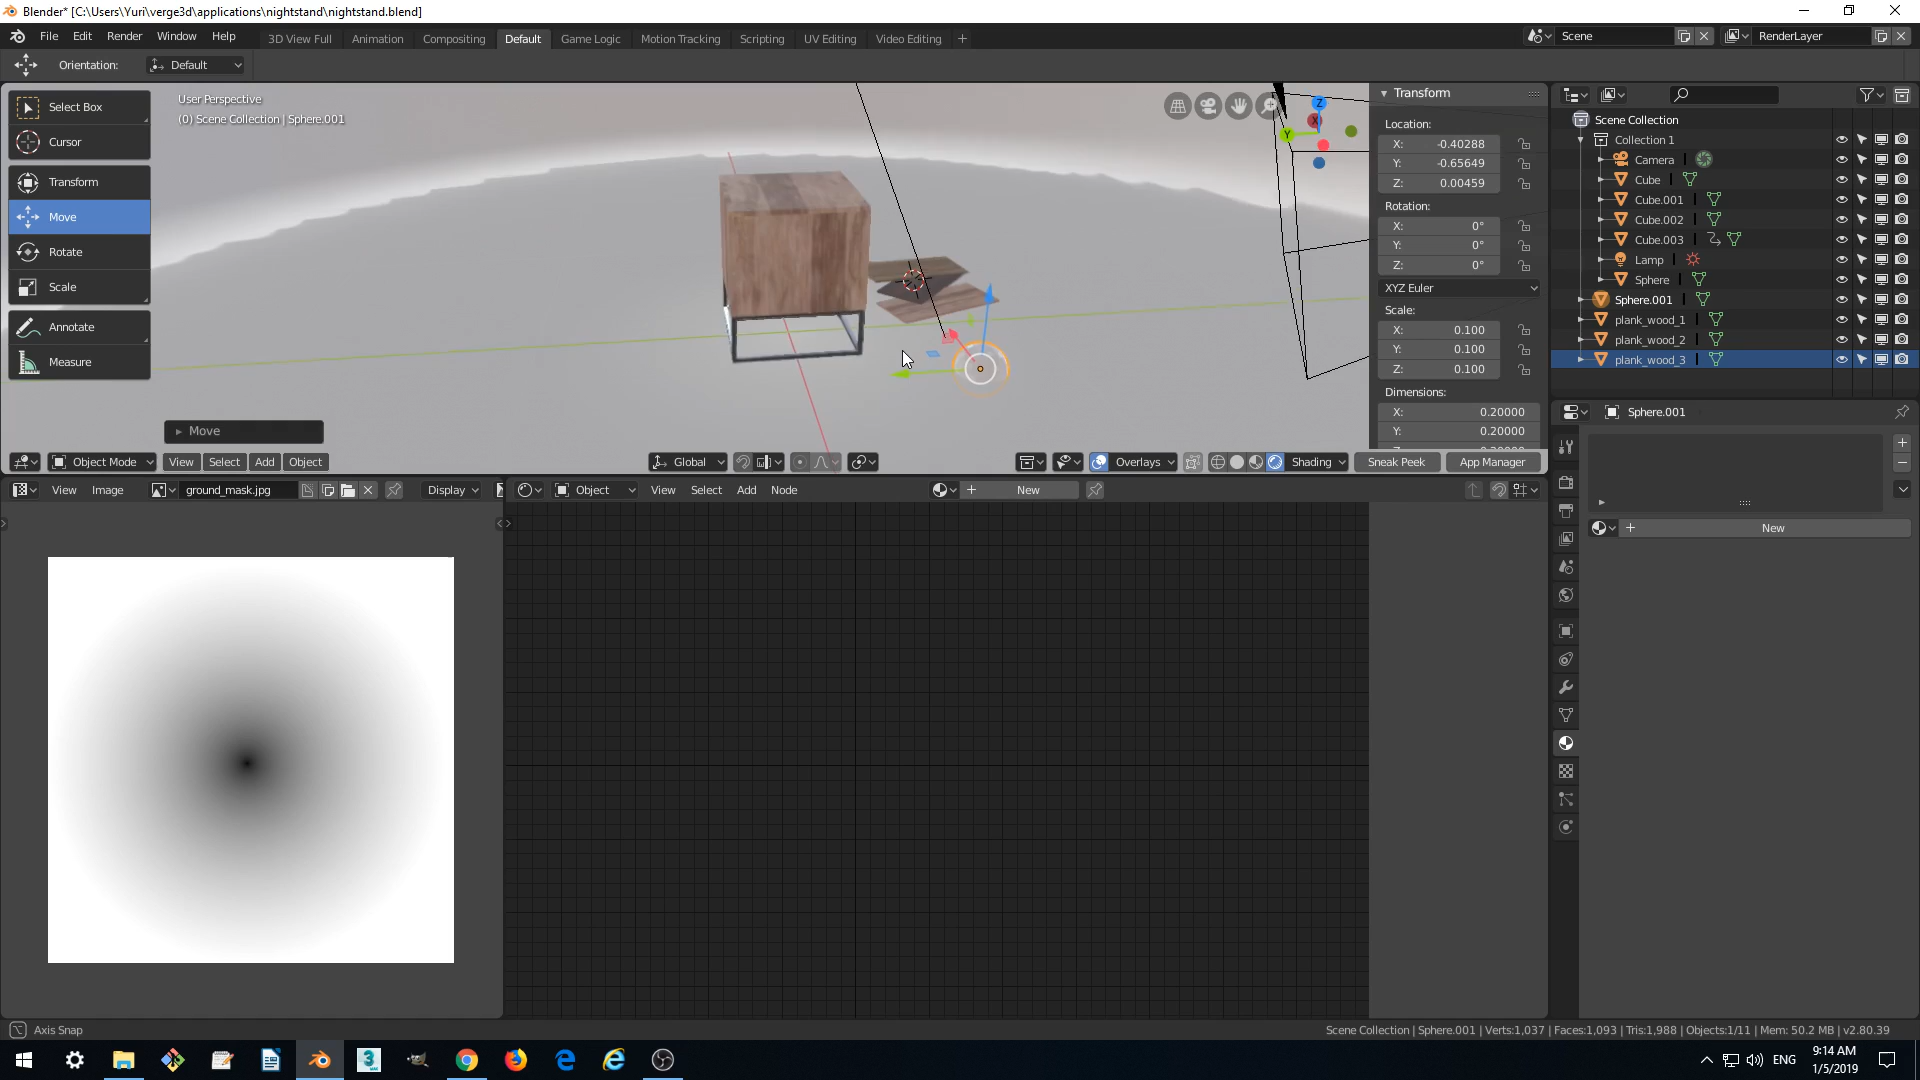 Blender* [C:\Users\Yuri\verge3d\applications\nightstand\nightstand.blend]
File Edit Render Window Help
3D View Full Animation Compositing Default Game Logic Motion Tracking Scripting UV Editing Video Editing +
Scene
RenderLayer
Orientation: Default
Select Box
Cursor
Transform
Move
Rotate
Scale
Annotate
Measure
User Perspective
(0) Scene Collection | Sphere.001
Z
X
Y
Move
Transform
Location:
X: -0.40288
Y: -0.65649
Z: 0.00459
Rotation:
X: 0°
Y: 0°
Z: 0°
XYZ Euler
Scale:
X: 0.100
Y: 0.100
Z: 0.100
Dimensions:
X: 0.20000
Y: 0.20000
Scene Collection
Collection 1
Camera
Cube
Cube.001
Cube.002
Cube.003
Lamp
Sphere
Sphere.001
plank_wood_1
plank_wood_2
plank_wood_3
Object Mode View Select Add Object
Global
Overlays
Shading
Sneak Peek
App Manager
View Image ground_mask.jpg Display
Object View Select Add Node
+ New
Sphere.001
+ New
Axis Snap
Scene Collection | Sphere.001 | Verts:1,037 | Faces:1,093 | Tris:1,988 | Objects:1/11 | Mem: 50.2 MB | v2.80.39
ENG
9:14 AM
1/5/2019